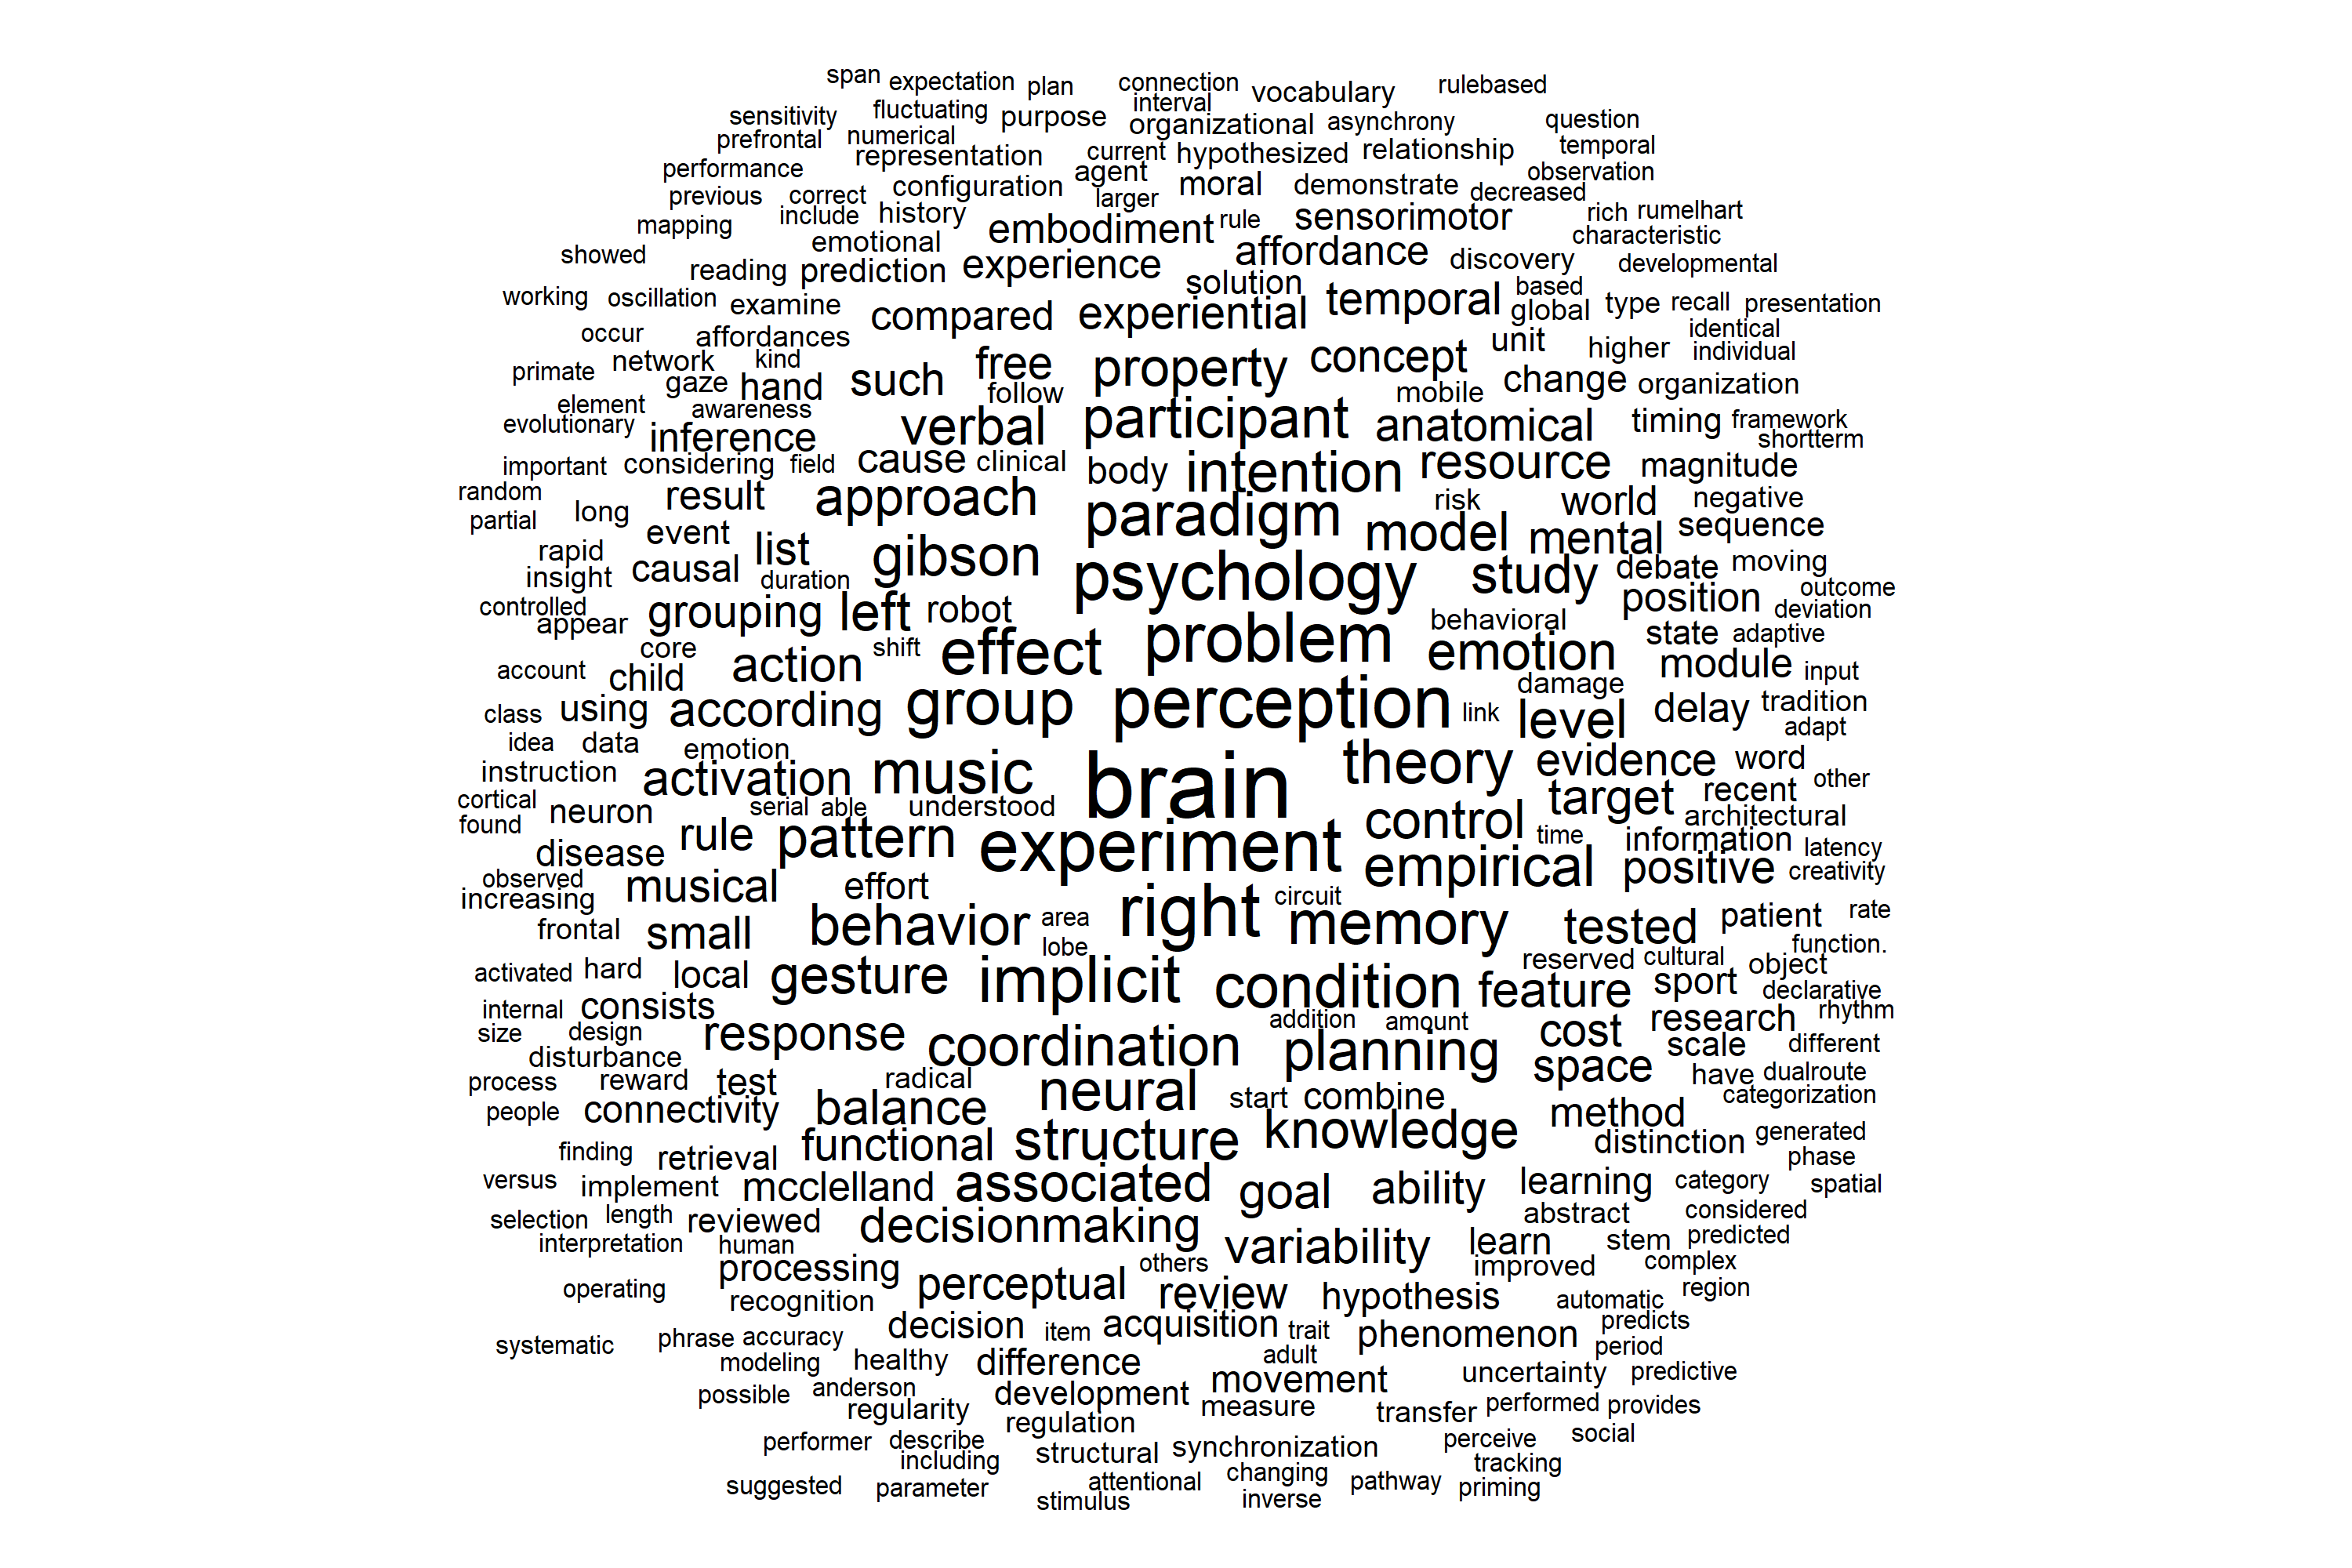 span expectation plan connection vocabulary rulebased
sensitivity fluctuating purpose interval organizational asynchrony question
prefrontal numerical representation current hypothesized relationship temporal
performance configuration agent moral demonstrate decreased observation
previous correct larger
mapping include history embodiment rule sensorimotor rich rumelhart
emotional affordance characteristic
showed reading prediction experience solution discovery developmental
working oscillation examine compared experiential temporal based global type recall presentation
occur affordances free property concept unit higher identical
primate network kind such follow mobile change individual
gaze hand organization
element awareness verbal participant anatomical timing framework
evolutionary inference shortterm
important considering field cause clinical body intention resource magnitude
random result approach paradigm risk world negative
partial long event list gibson model mental sequence
rapid causal duration psychology study debate moving
insight outcome
controlled grouping left robot problem behavioral position deviation
appear core shift effect emotion state adaptive
account child action module input
class using according group perception link damage level delay tradition
idea data emotion music brain theory evidence word adapt
instruction activation target recent other
cortical neuron serial able understood experiment control time architectural
found rule pattern information latency
disease empirical positive creativity
observed musical effort right circuit
increasing
frontal small behavior area memory tested patient rate
lobe function.
activated hard local gesture implicit condition feature reserved cultural sport object
internal consists declarative
size design response coordination addition amount cost research rhythm
disturbance planning space scale different
process reward test radical neural start combine have dualroute
people connectivity balance knowledge method categorization
finding retrieval functional structure distinction generated
phase
versus implement mcclelland associated goal ability learning category spatial
selection length reviewed decisionmaking variability abstract considered
interpretation human learn stem predicted
processing perceptual others improved complex
operating recognition review hypothesis automatic region
systematic phrase accuracy decision item acquisition trait phenomenon predicts
modeling healthy difference adult period
possible anderson development movement uncertainty predictive
regularity regulation measure transfer performed provides
performer describe structural synchronization perceive social
including tracking
suggested parameter attentional changing pathway priming
stimulus inverse